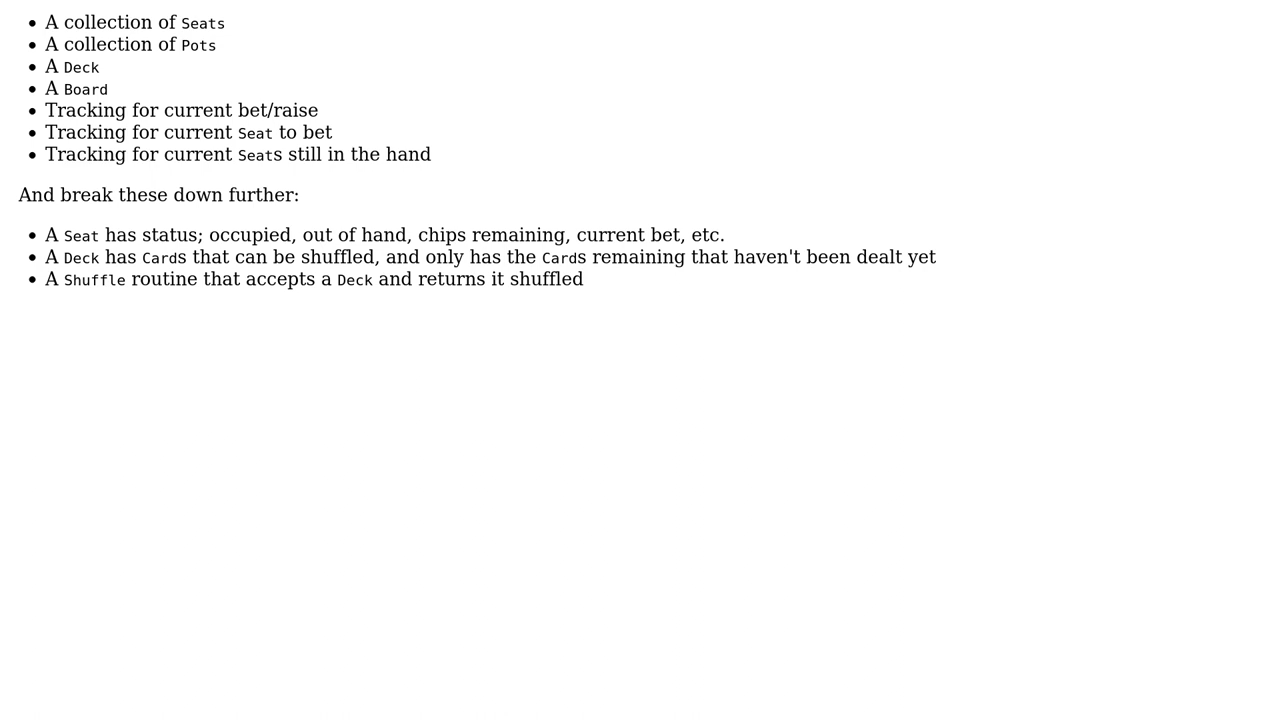 A collection of Seats
A collection of Pots
A Deck
A Board
Tracking for current bet/raise
Tracking for current Seat to bet
Tracking for current Seats still in the hand
And break these down further:
A Seat has status; occupied, out of hand, chips remaining, current bet, etc.
A Deck has Cards that can be shuffled, and only has the Cards remaining that haven't been dealt yet
A Shuffle routine that accepts a Deck and returns it shuffled